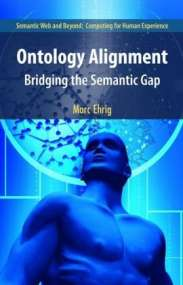 Semantic Web and Beyond: Computing for Human Experience
Ontology Alignment
Bridging the Semantic Gap
Marc Ehrig